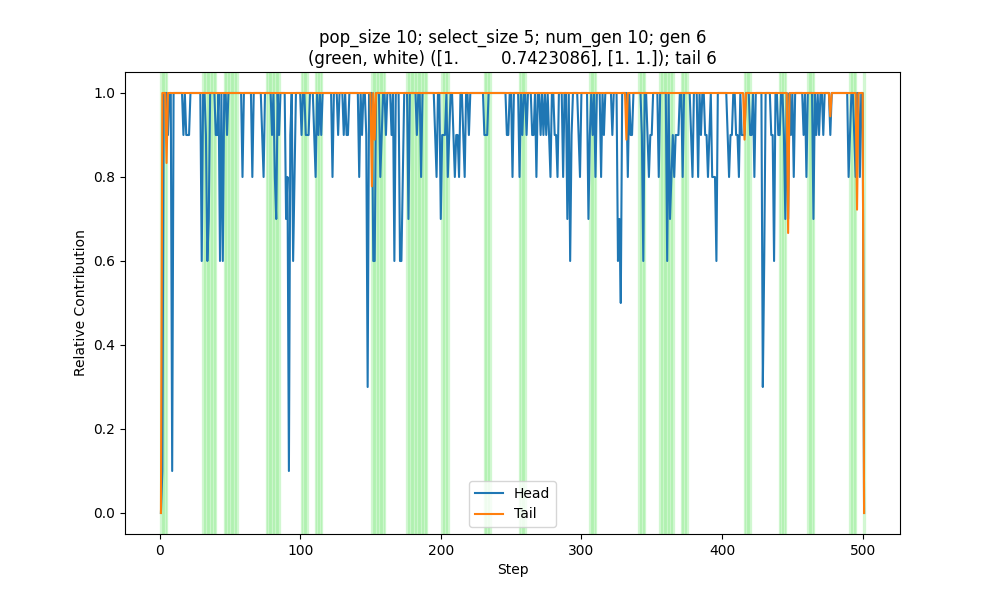 pop_size 10; select_size 5; num_gen 10; gen 6
(green, white) ([1. 0.7423086], [1. 1.]); tail 6
1.0
0.8
0.6
0.4
0.2
0.0
Relative Contribution
Head
Tail
0 100 200 300 400 500
Step